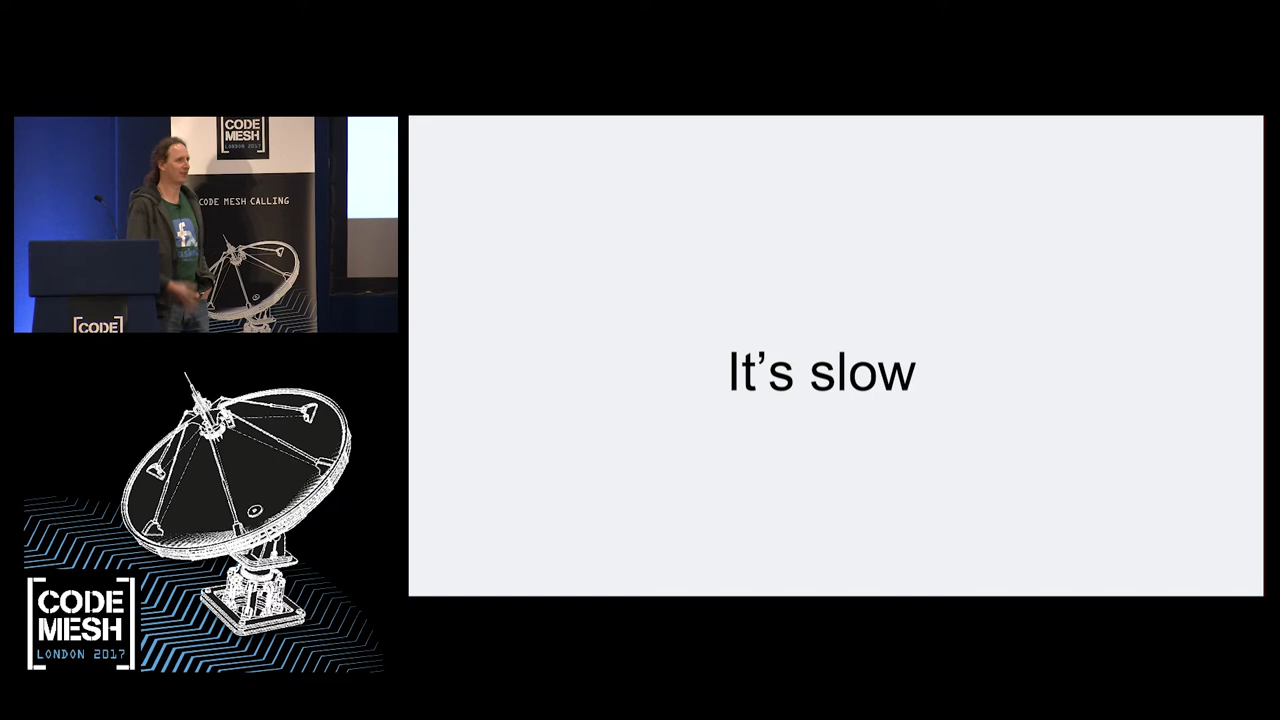 CODE
MESH
LONDON 2017
CODE MESH CALLING
[CODE
It's slow
[CODE
MESH]
LONDON 2017